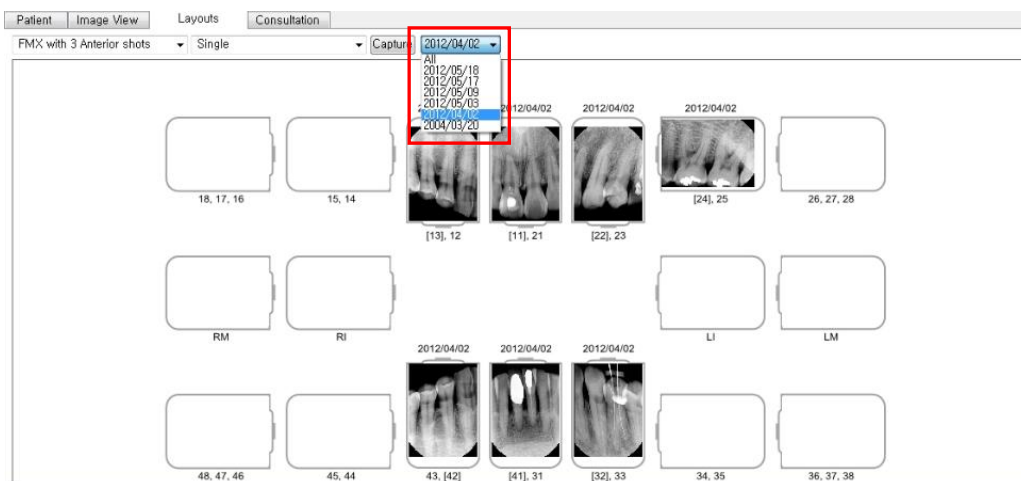 Patient Image View Layouts Consultation
FMX with 3 Anterior shots Single Capture 2012/04/02
All
2012/05/18
2012/05/17
2012/05/09
2012/05/03
2012/04/02
2004/03/20
2012/04/02 2012/04/02 2012/04/02
18, 17, 16 15, 14 [13], 12 [11], 21 [22], 23 [24], 25 26, 27, 28
RM RI LI LM
2012/04/02 2012/04/02 2012/04/02
48, 47, 46 45, 44 43, [42] [41], 31 [32], 33 34, 35 36, 37, 38